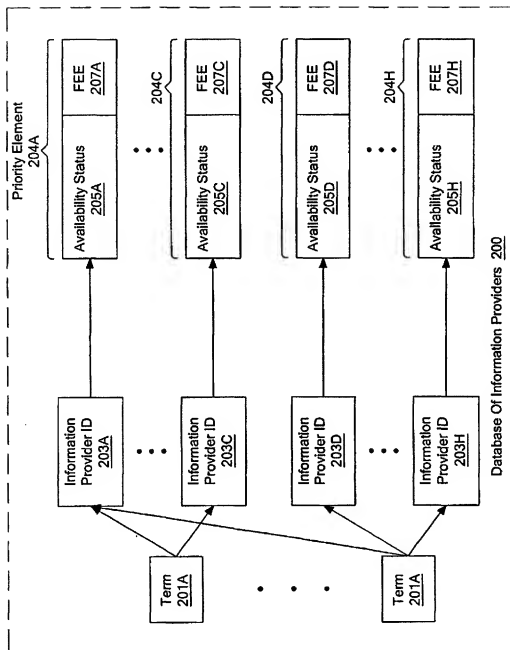 Priority Element
204A
Availability Status
205A
FEE
207A
204C
Availability Status
205C
FEE
207C
204D
Availability Status
205D
FEE
207D
204H
Availability Status
205H
FEE
207H
Information
Provider ID
203A
Information
Provider ID
203C
Information
Provider ID
203D
Information
Provider ID
203H
Term
201A
Term
201A
Database Of Information Providers 200